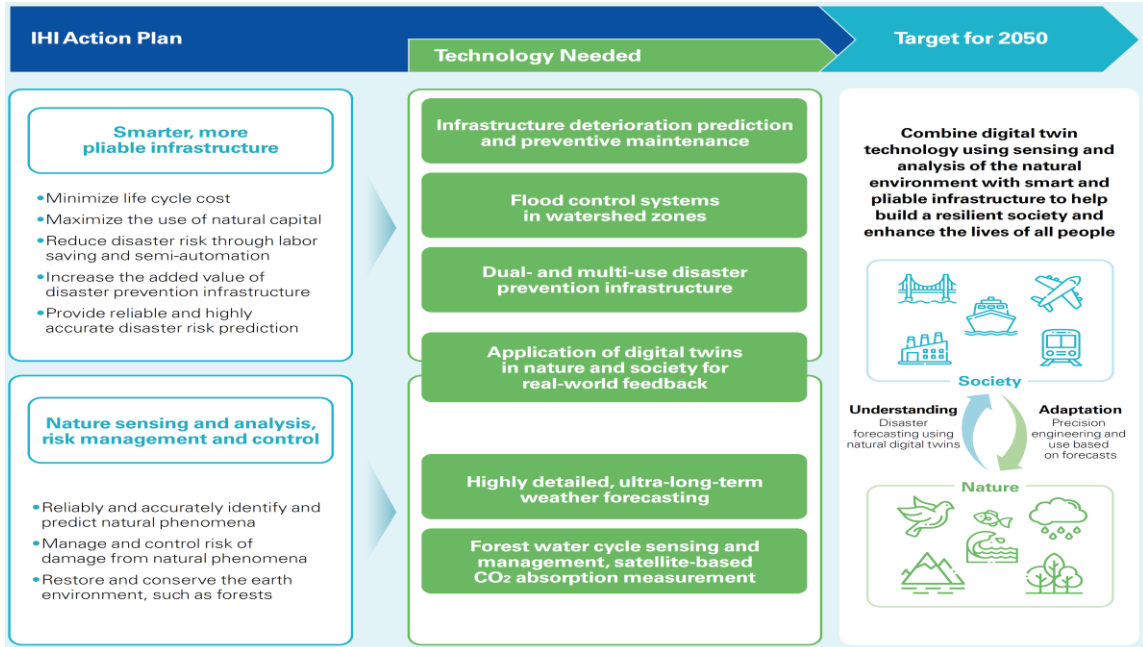 IHI Action Plan
Technology Needed
Target for 2050
Smarter, more
pliable infrastructure
•Minimize life cycle cost
•Maximize the use of natural capital
•Reduce disaster risk through labor
saving and semi-automation
•Increase the added value of
disaster prevention infrastructure
•Provide reliable and highly
accurate disaster risk prediction
Nature sensing and analysis,
risk management and control
•Reliably and accurately identify and
predict natural phenomena
•Manage and control risk of
damage from natural phenomena
•Restore and conserve the earth
environment, such as forests
Infrastructure deterioration prediction
and preventive maintenance
Flood control systems
in watershed zones
Dual- and multi-use disaster
prevention infrastructure
Application of digital twins
in nature and society for
real-world feedback
Highly detailed, ultra-long-term
weather forecasting
Forest water cycle sensing and
management, satellite-based
CO₂ absorption measurement
Combine digital twin
technology using sensing and
analysis of the natural
environment with smart and
pliable infrastructure to help
build a resilient society and
enhance the lives of all people
Society
Understanding
Disaster
forecasting using
natural digital twins
Adaptation
Precision
engineering and
use based
on forecasts
Nature